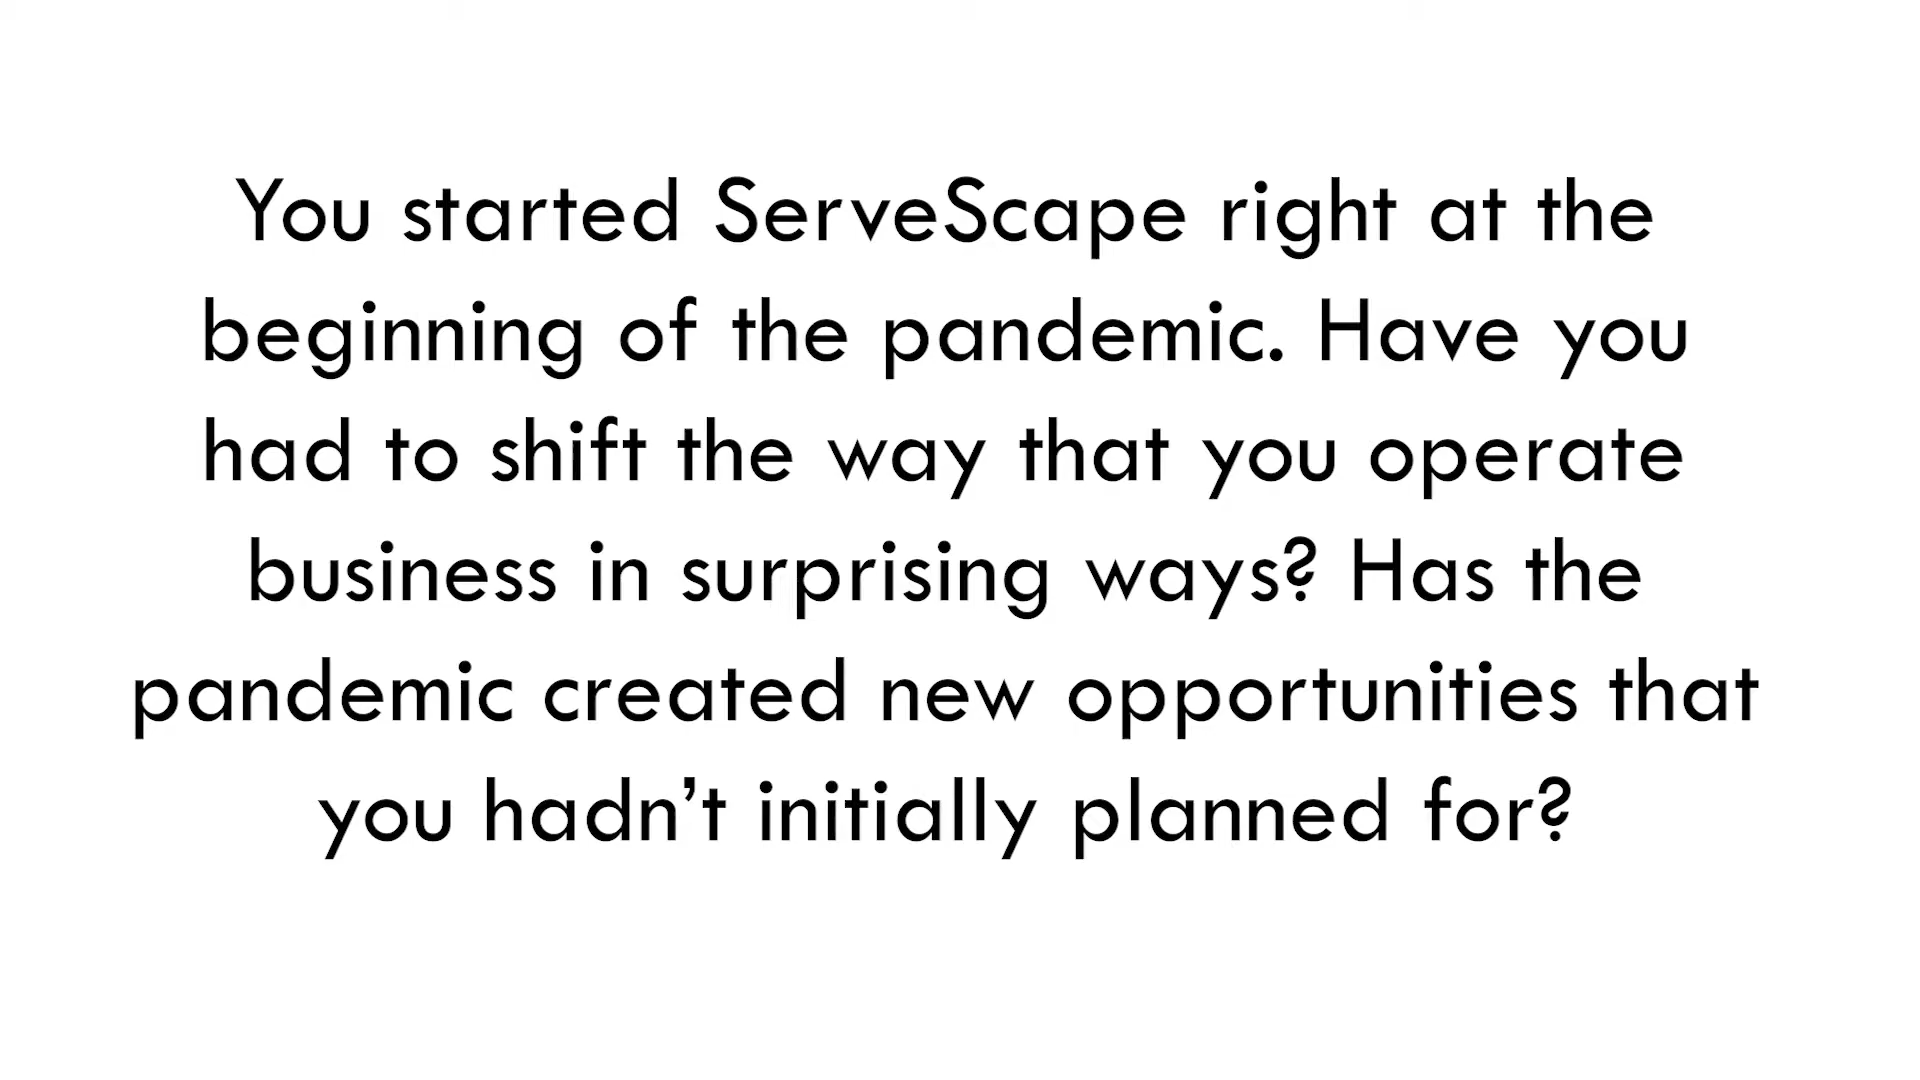 You started ServeScape right at the
beginning of the pandemic. Have you
had to shift the way that you operate
business in surprising ways? Has the
pandemic created new opportunities that
you hadn’t initially planned for?